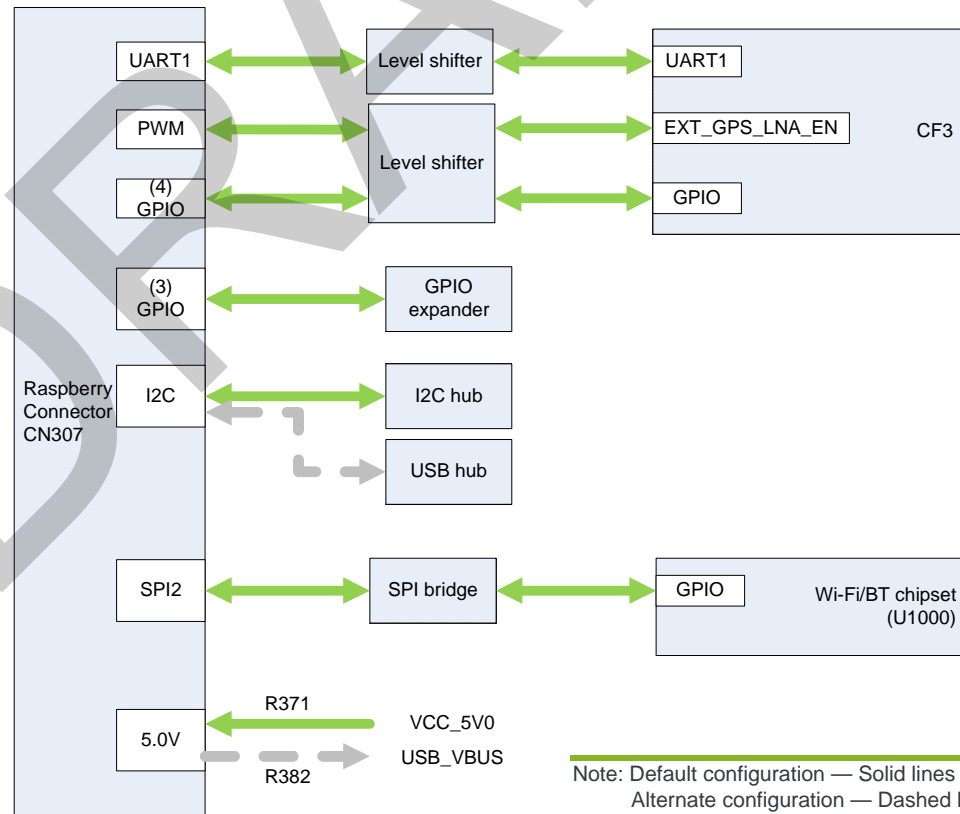 UART1
Level shifter
UART1
PWM
EXT_GPS_LNA_EN
CF3
Level shifter
(4)
GPIO
GPIO
(3)
GPIO
GPIO
expander
Raspberry
Connector
CN307
I2C
I2C hub
USB hub
SPI2
SPI bridge
GPIO
Wi-Fi/BT chipset
(U1000)
R371
5.0V
VCC_5V0
USB_VBUS
R382
Note: Default configuration — Solid lines
Alternate configuration — Dashed